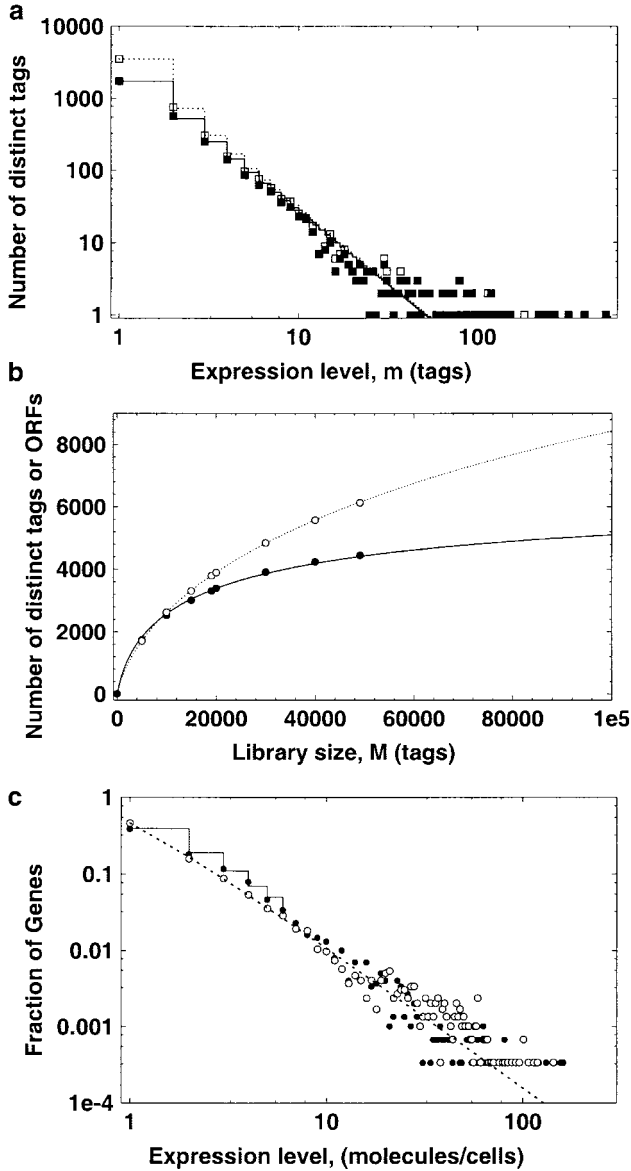 a
10000
1000
100
10
1
1
10
100
Number of distinct tags
Expression level, m (tags)
b
8000
6000
4000
2000
0
0
20000
40000
60000
80000
1e5
Number of distinct tags or ORFs
Library size, M (tags)
c
1
0.1
0.01
0.001
1e-4
1
10
100
Fraction of Genes
Expression level, (molecules/cells)